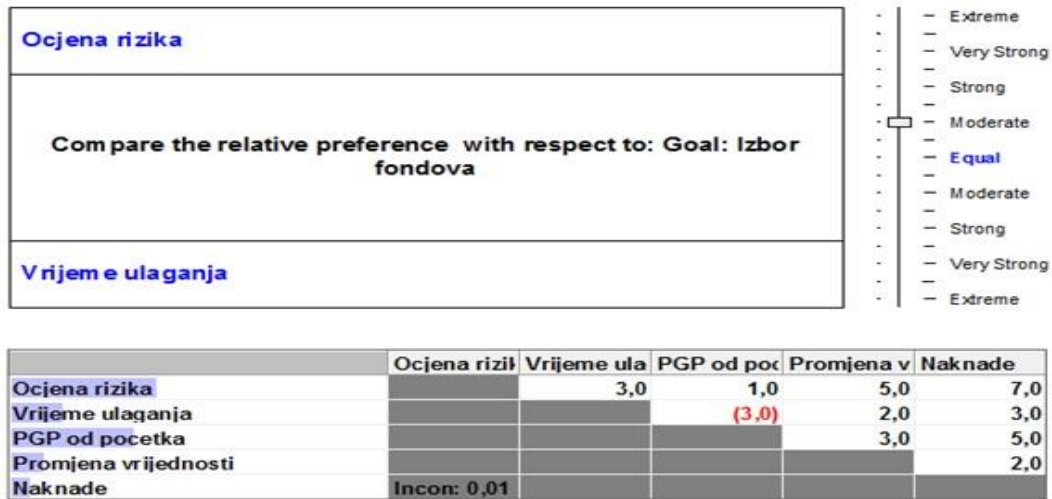 Ocjena rizika
Compare the relative preference with respect to: Goal: Izbor
fondova
Vrijeme ulaganja
Extreme
Very Strong
Strong
Moderate
Equal
Moderate
Strong
Very Strong
Extreme
Ocjena rizik Vrijeme ula PGP od poc Promjena v Naknade
Ocjena rizika 3,0 1,0 5,0 7,0
Vrijeme ulaganja (3,0) 2,0 3,0
PGP od pocetka 3,0 5,0
Promjena vrijednosti 2,0
Naknade Incon: 0,01